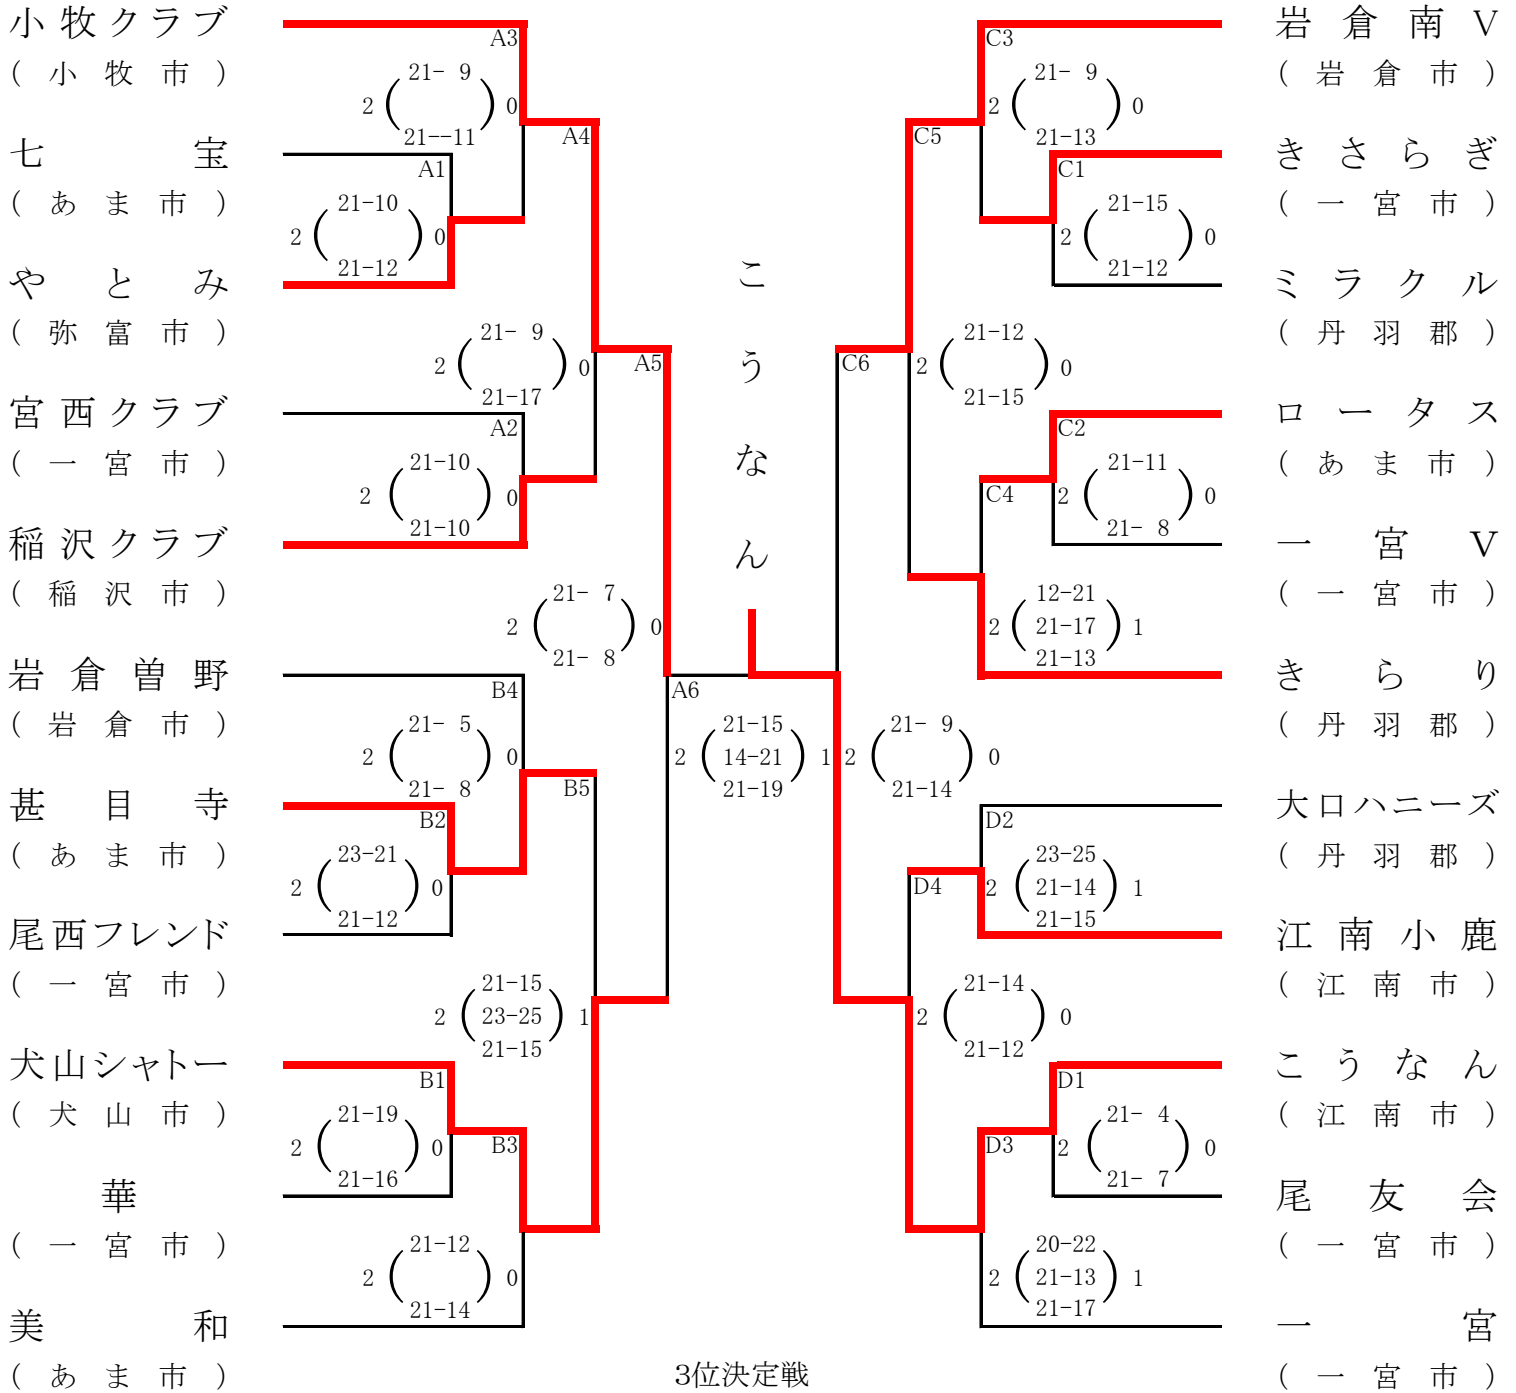 小牧クラブ
(小牧市)
七宝
(あま市)
やとみ
(弥富市)
宮西クラブ
(一宮市)
稲沢クラブ
(稲沢市)
岩倉曽野
(岩倉市)
甚目寺
(あま市)
尾西フレンド
(一宮市)
犬山シャトー
(犬山市)
華
(一宮市)
美和
(あま市)
A3
21- 9
2 ( ) 0
21--11
A1
21-10
2 ( ) 0
21-12
A4
21- 9
2 ( ) 0
21-17
A2
21-10
2 ( ) 0
21-10
A5
21- 7
2 ( ) 0
21- 8
B4
21- 5
2 ( ) 0
21- 8
B2
23-21
2 ( ) 0
21-12
B5
21-15
2 ( 23-25 ) 1
21-15
B1
21-19
2 ( ) 0
21-16
B3
21-12
2 ( ) 0
21-14
こうなん
A6
21-15
2 ( 14-21 ) 1
21-19
3位決定戦
C6
21- 9
2 ( ) 0
21-14
C3
21- 9
2 ( ) 0
21-13
C1
21-15
2 ( ) 0
21-12
C5
21-12
2 ( ) 0
21-15
C2
21-11
2 ( ) 0
21- 8
C4
12-21
2 ( 21-17 ) 1
21-13
D2
23-25
2 ( 21-14 ) 1
21-15
D4
21-14
2 ( ) 0
21-12
D1
21- 4
2 ( ) 0
21- 7
D3
20-22
2 ( 21-13 ) 1
21-17
岩倉南V
(岩倉市)
きさらぎ
(一宮市)
ミラクル
(丹羽郡)
ロータス
(あま市)
一宮V
(一宮市)
きらり
(丹羽郡)
大口ハニーズ
(丹羽郡)
江南小鹿
(江南市)
こうなん
(江南市)
尾友会
(一宮市)
一宮
(一宮市)